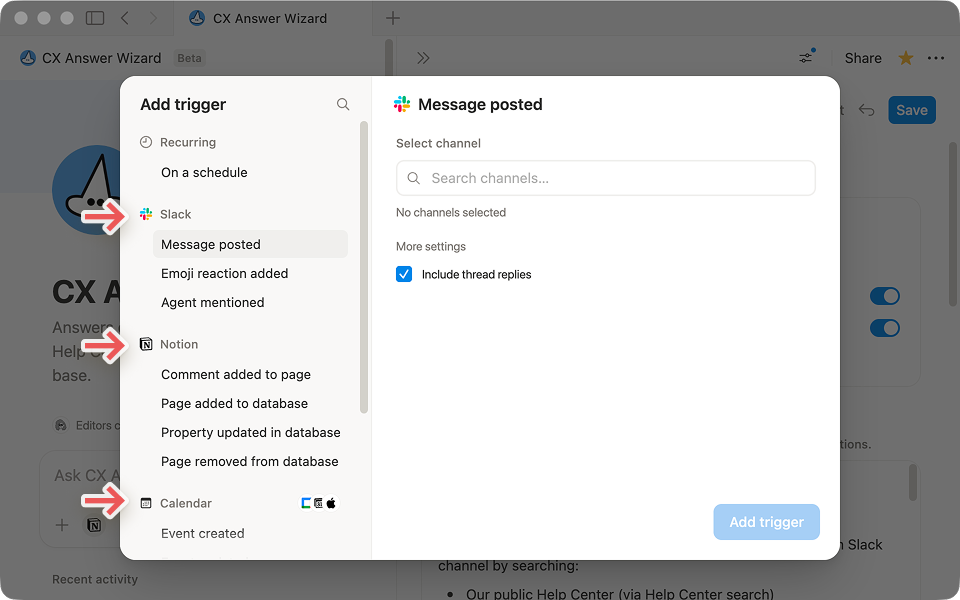 CX Answer Wizard
CX Answer Wizard
Beta
Share
Save
Add trigger
Recurring
On a schedule
Slack
Message posted
Emoji reaction added
Agent mentioned
Notion
Comment added to page
Page added to database
Property updated in database
Page removed from database
Calendar
Event created
Message posted
Select channel
Search channels...
No channels selected
More settings
Include thread replies
Add trigger
CX A
Answers
Help C
base.
Editors c
Ask CX A
Recent activity
tions.
n Slack
channel by searching:
• Our public Help Center (via Help Center search)